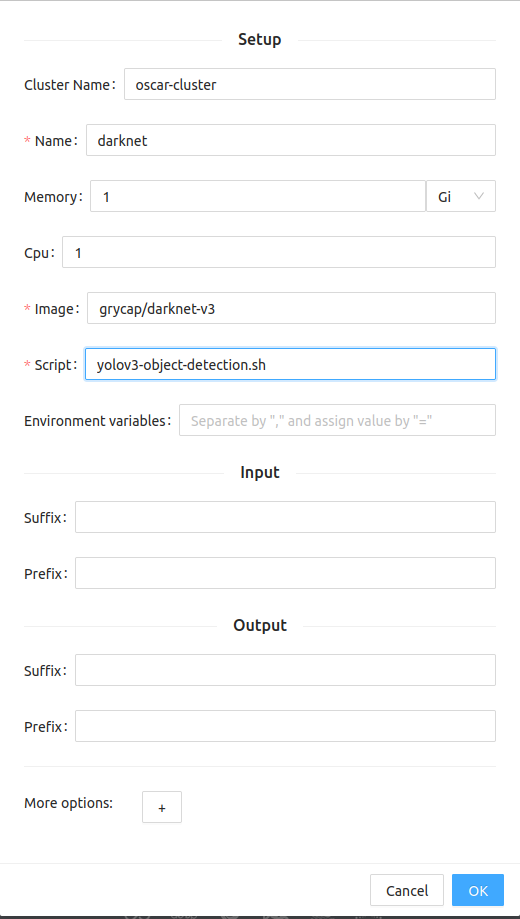 Setup
Cluster Name: oscar-cluster
* Name: darknet
Memory: 1 Gi
Cpu: 1
* Image: grycap/darknet-v3
* Script: yolov3-object-detection.sh
Environment variables: Separate by "," and assign value by "="
Input
Suffix:
Prefix:
Output
Suffix:
Prefix:
More options: +
Cancel OK